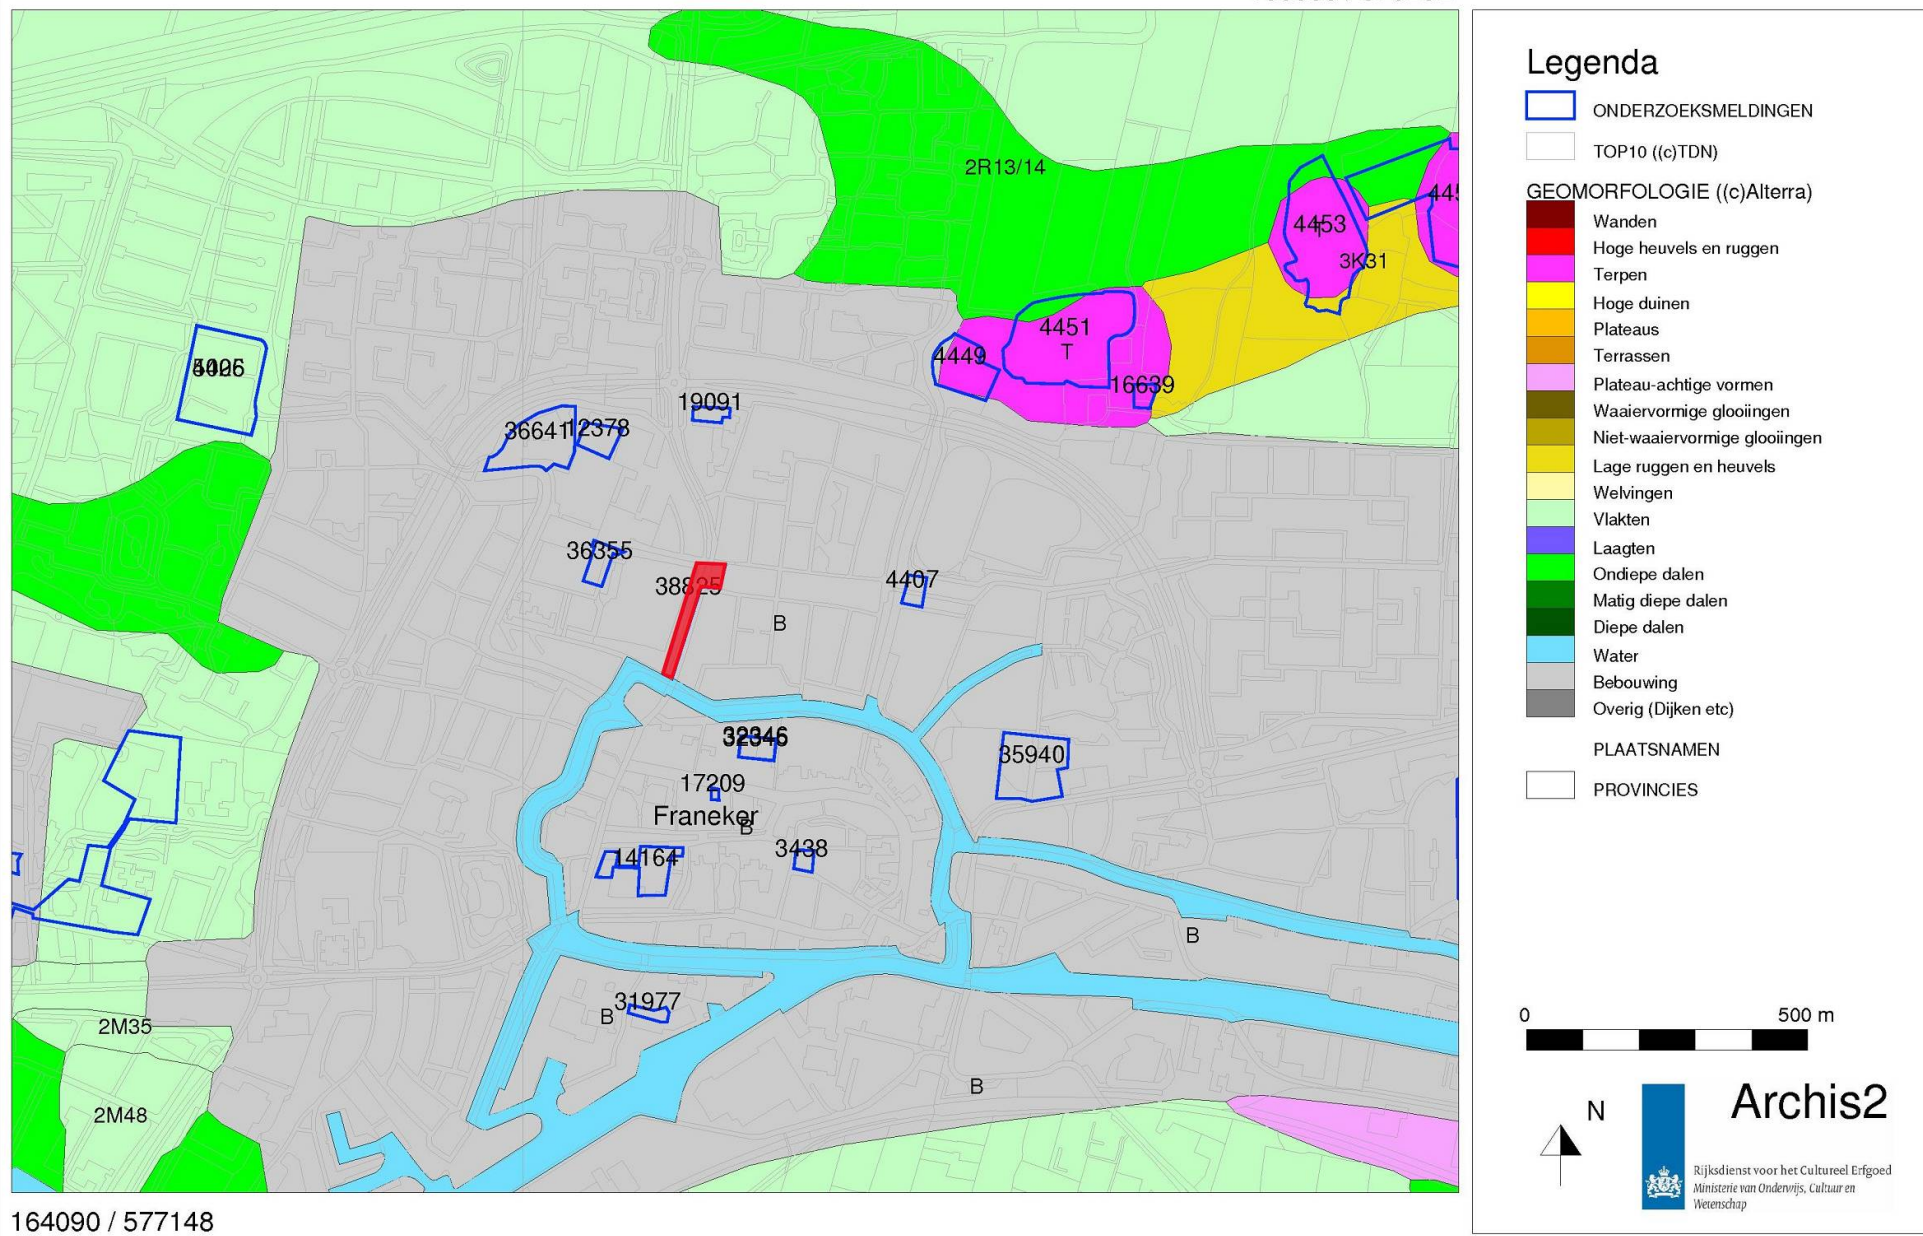 2R13/14
4453
T
3K31
4451
T
4449
16639
19091
36641
12378
36355
38825
4407
B
32346
35940
17209
Franeker
B
14164
3438
B
31977
B
2M35
B
2M48
164090 / 577148
Legenda
ONDERZOEKSMELDINGEN
TOP10 ((c)TDN)
GEOMORFOLOGIE ((c)Alterra)
Wanden
Hoge heuvels en ruggen
Terpen
Hoge duinen
Plateaus
Terrassen
Plateau-achtige vormen
Waaiervormige glooiingen
Niet-waaiervormige glooiingen
Lage ruggen en heuvels
Welvingen
Vlakten
Laagten
Ondiepe dalen
Matig diepe dalen
Diepe dalen
Water
Bebouwing
Overig (Dijken etc)
PLAATSNAMEN
PROVINCIES
0 500 m
N
Archis2
Rijksdienst voor het Cultureel Erfgoed
Ministerie van Onderwijs, Cultuur en
Wetenschap